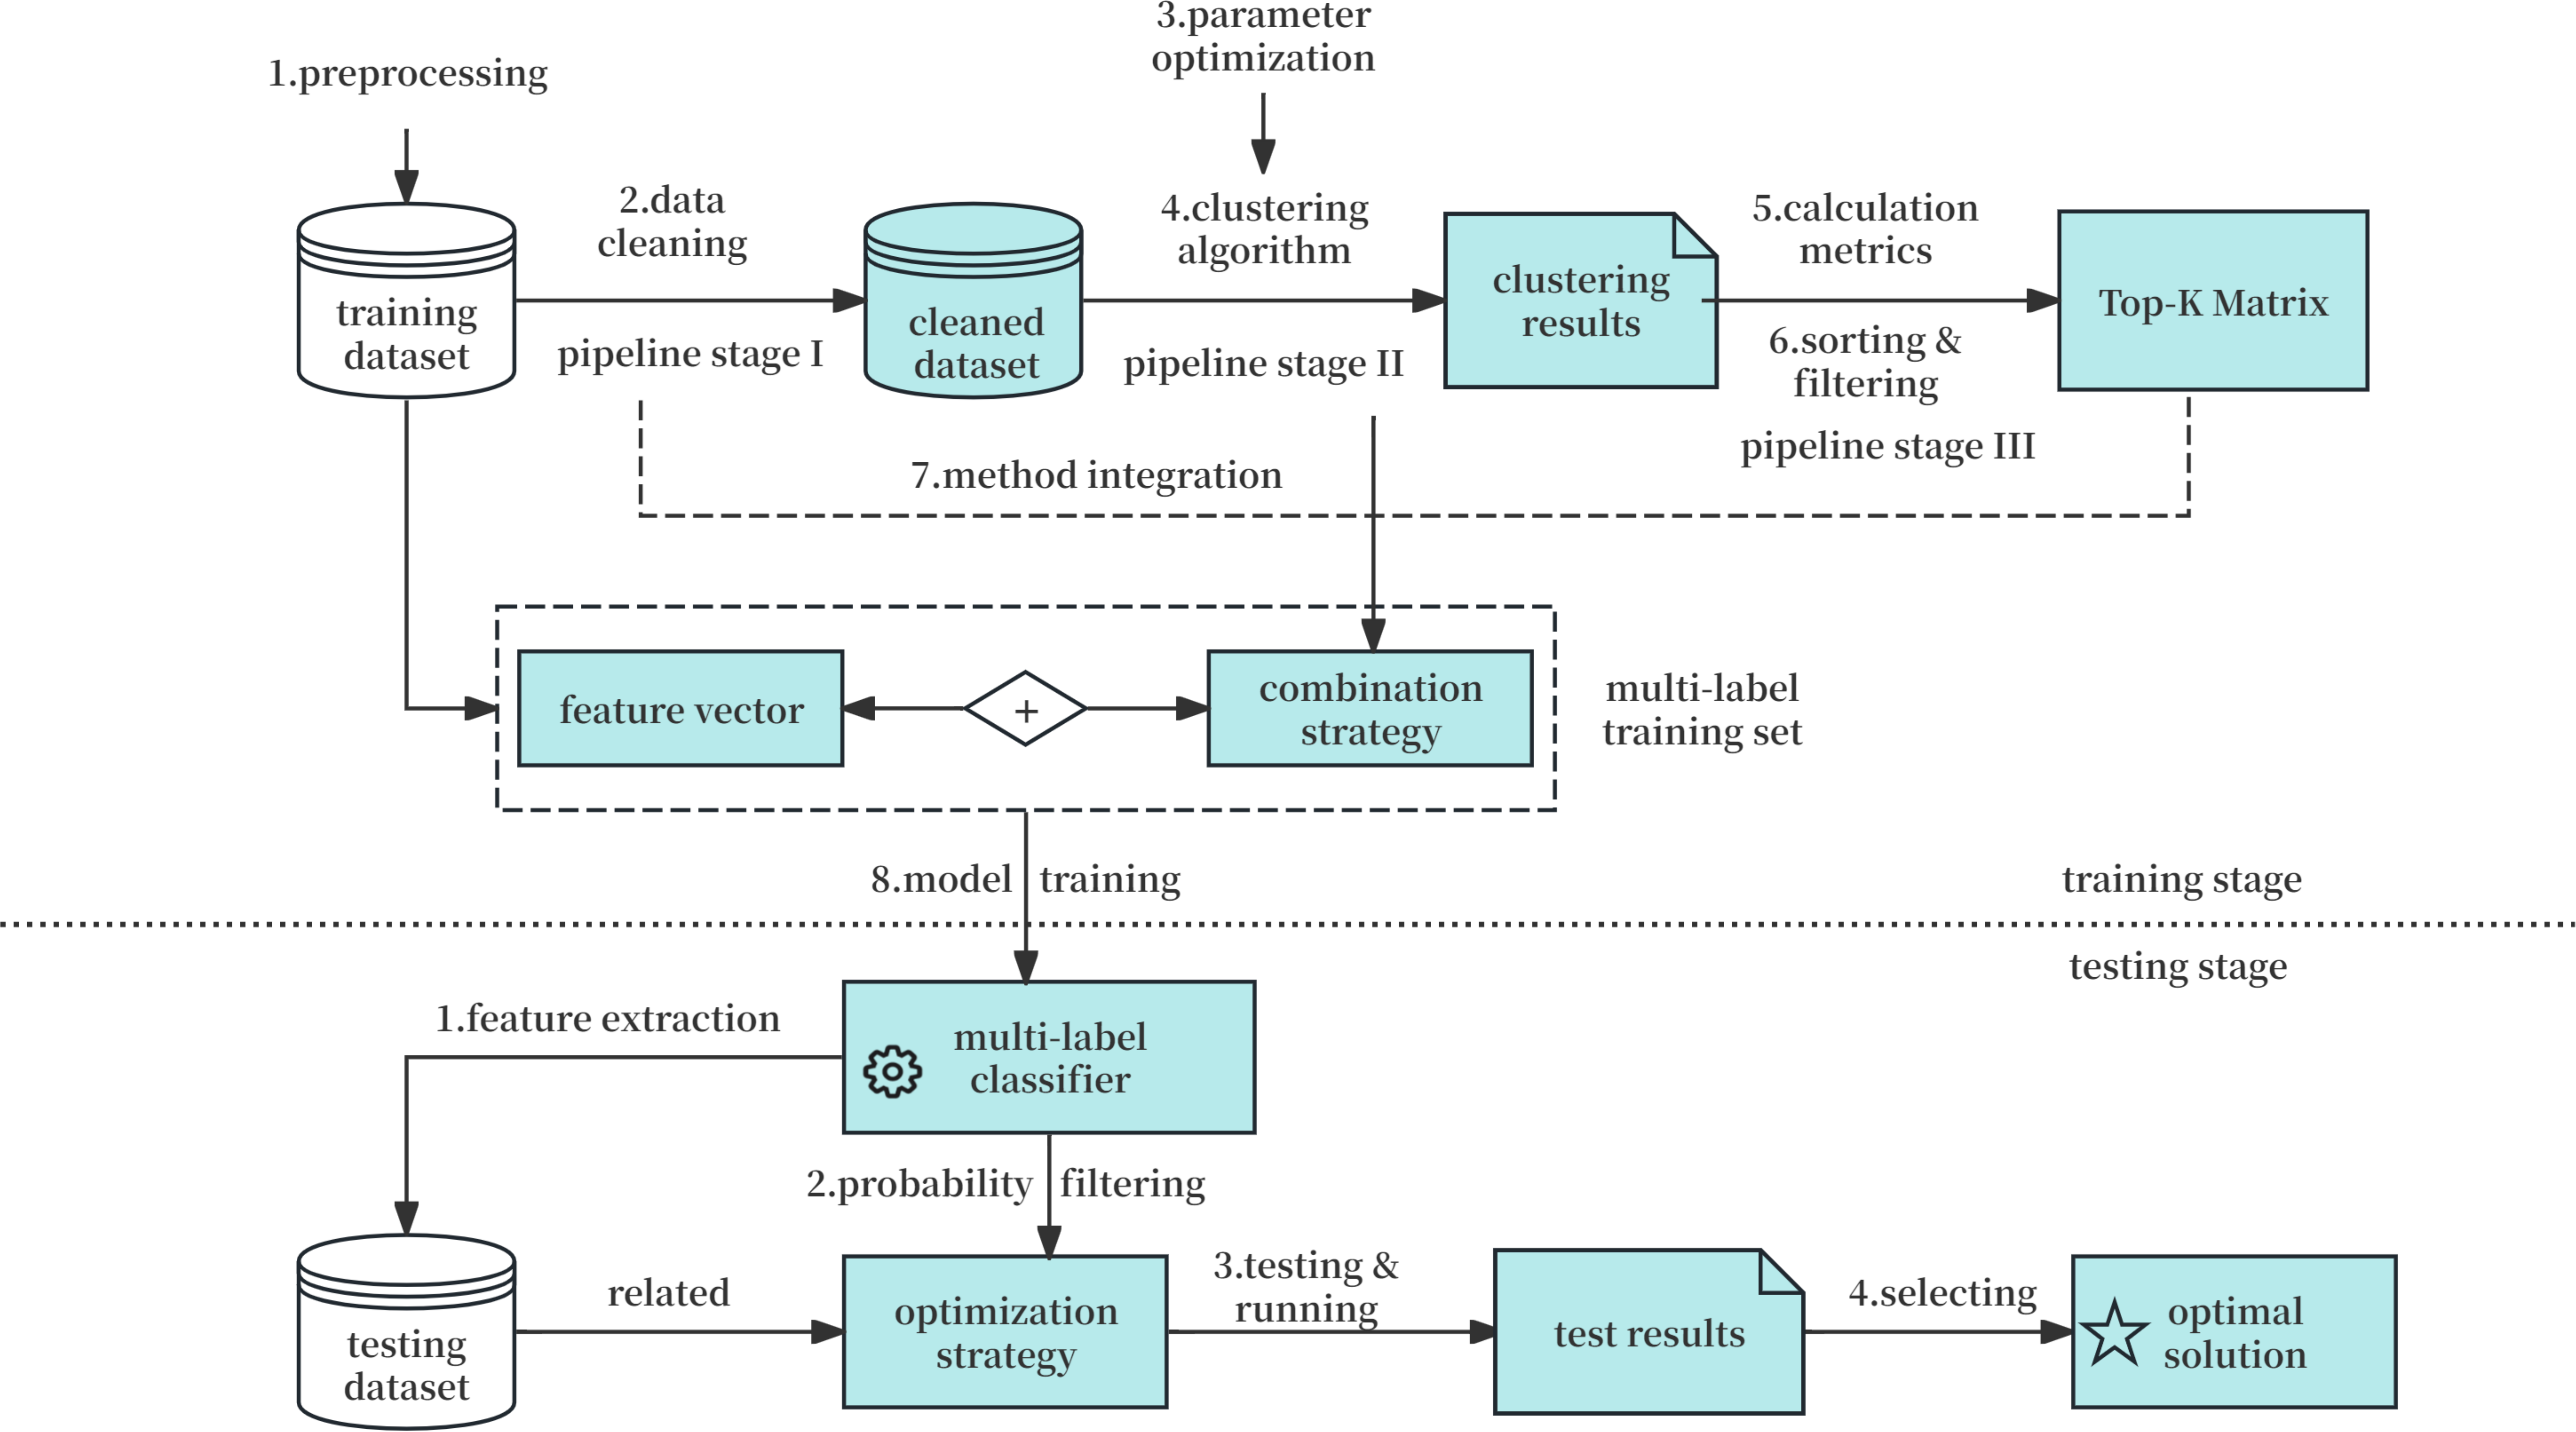 3.parameter
optimization
1.preprocessing
2.data
cleaning
4.clustering
algorithm
5.calculation
metrics
training
dataset
cleaned
dataset
clustering
results
Top-K Matrix
pipeline stage I
pipeline stage II
6.sorting &
filtering
pipeline stage III
7.method integration
feature vector
+
combination
strategy
multi-label
training set
8.model training
training stage
testing stage
1.feature extraction
multi-label
classifier
2.probability filtering
testing
dataset
related
optimization
strategy
3.testing &
running
test results
4.selecting
optimal
solution